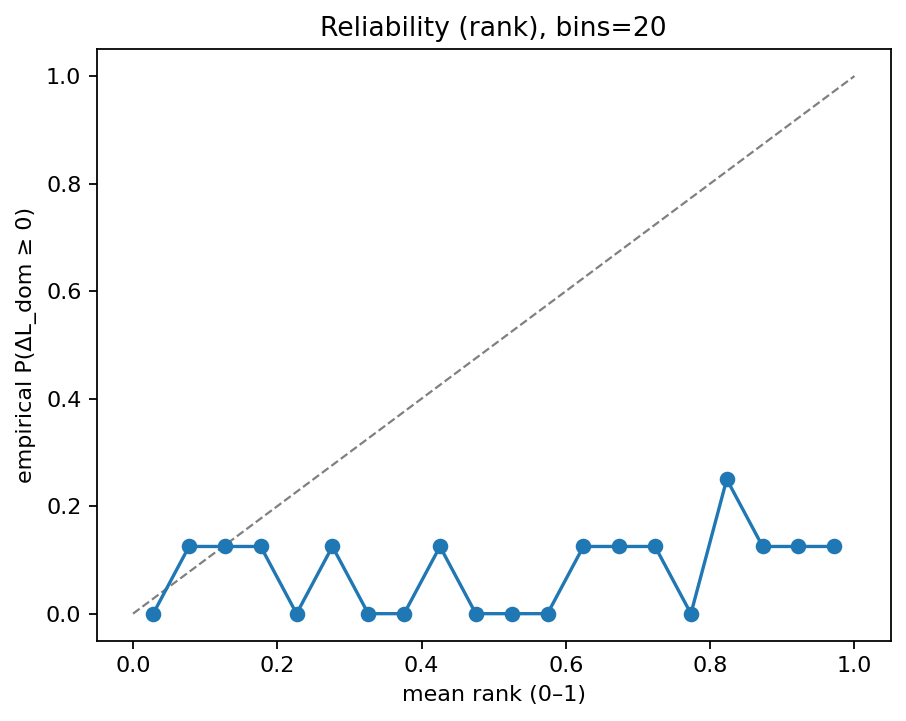 Reliability (rank), bins=20
empirical P(ΔL_dom ≥ 0)
1.0
0.8
0.6
0.4
0.2
0.0
0.0 0.2 0.4 0.6 0.8 1.0
mean rank (0–1)